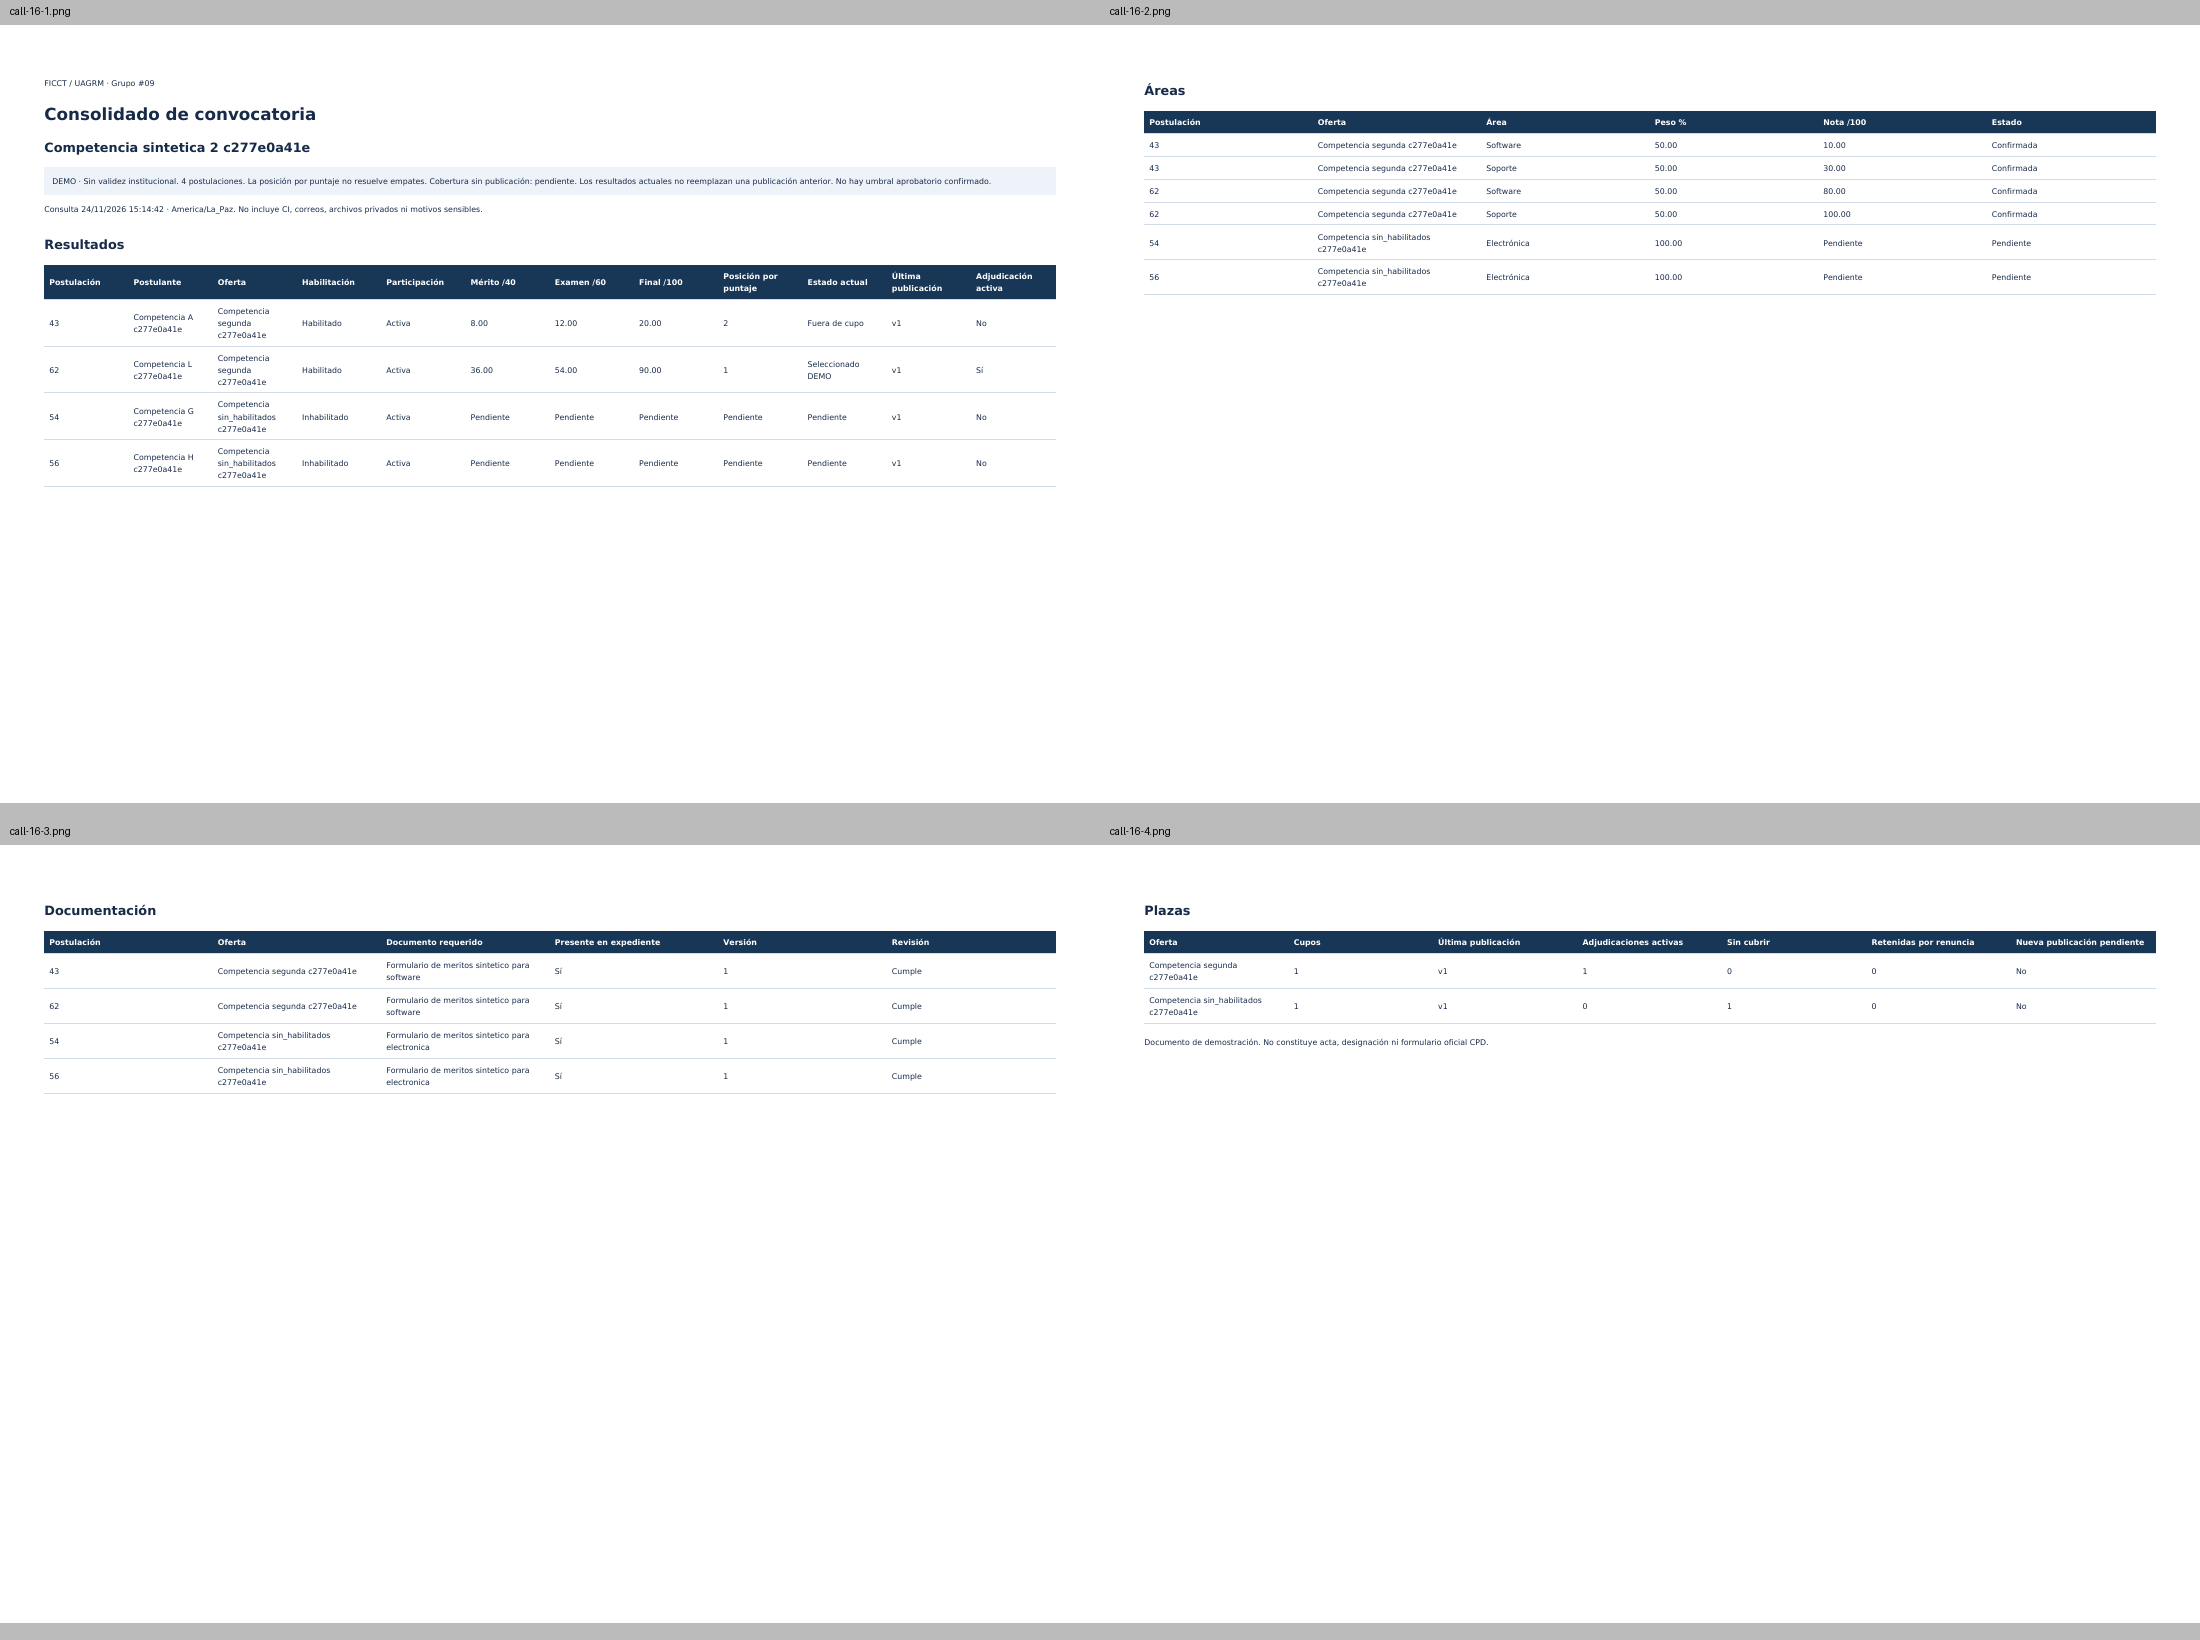 call-16-1.png
FICCT / UAGRM · Grupo #09
Consolidado de convocatoria
Competencia sintetica 2 c277e0a41e
DEMO · Sin validez institucional. 4 postulaciones. La posición por puntaje no resuelve empates. Cobertura sin publicación: pendiente. Los resultados actuales no reemplazan una publicación anterior. No hay umbral aprobatorio confirmado.
Consulta 24/11/2026 15:14:42 · America/La_Paz. No incluye CI, correos, archivos privados ni motivos sensibles.
Resultados
Postulación Postulante Oferta Habilitación Participación Mérito /40 Examen /60 Final /100 Posición por puntaje Estado actual Última publicación Adjudicación activa
43 Competencia A c277e0a41e Competencia segunda c277e0a41e Habilitado Activa 8.00 12.00 20.00 2 Fuera de cupo v1 No
62 Competencia L c277e0a41e Competencia segunda c277e0a41e Habilitado Activa 36.00 54.00 90.00 1 Seleccionado DEMO v1 Sí
54 Competencia G c277e0a41e Competencia sin_habilitados c277e0a41e Inhabilitado Activa Pendiente Pendiente Pendiente Pendiente Pendiente v1 No
56 Competencia H c277e0a41e Competencia sin_habilitados c277e0a41e Inhabilitado Activa Pendiente Pendiente Pendiente Pendiente Pendiente v1 No
call-16-2.png
Áreas
Postulación Oferta Área Peso % Nota /100 Estado
43 Competencia segunda c277e0a41e Software 50.00 10.00 Confirmada
43 Competencia segunda c277e0a41e Soporte 50.00 30.00 Confirmada
62 Competencia segunda c277e0a41e Software 50.00 80.00 Confirmada
62 Competencia segunda c277e0a41e Soporte 50.00 100.00 Confirmada
54 Competencia sin_habilitados c277e0a41e Electrónica 100.00 Pendiente Pendiente
56 Competencia sin_habilitados c277e0a41e Electrónica 100.00 Pendiente Pendiente
call-16-3.png
Documentación
Postulación Oferta Documento requerido Presente en expediente Versión Revisión
43 Competencia segunda c277e0a41e Formulario de meritos sintetico para software Sí 1 Cumple
62 Competencia segunda c277e0a41e Formulario de meritos sintetico para software Sí 1 Cumple
54 Competencia sin_habilitados c277e0a41e Formulario de meritos sintetico para electronica Sí 1 Cumple
56 Competencia sin_habilitados c277e0a41e Formulario de meritos sintetico para electronica Sí 1 Cumple
call-16-4.png
Plazas
Oferta Cupos Última publicación Adjudicaciones activas Sin cubrir Retenidas por renuncia Nueva publicación pendiente
Competencia segunda c277e0a41e 1 v1 1 0 0 No
Competencia sin_habilitados c277e0a41e 1 v1 0 1 0 No
Documento de demostración. No constituye acta, designación ni formulario oficial CPD.